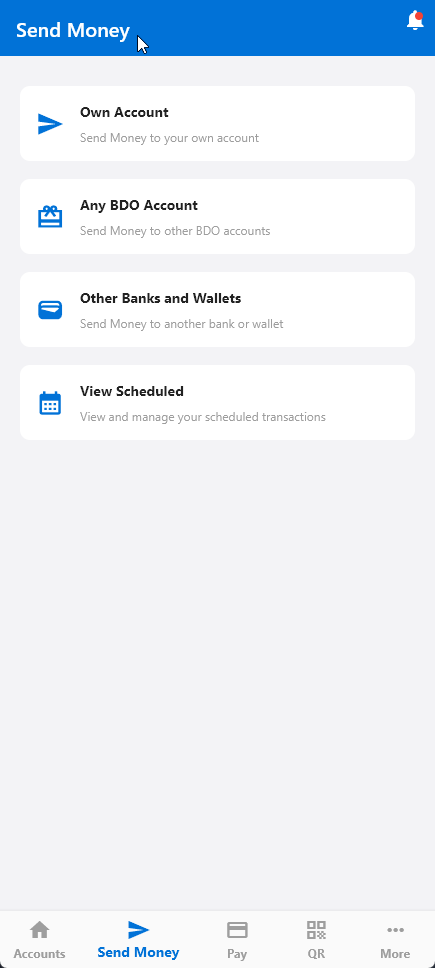 Send Money
Own Account
Send Money to your own account
Any BDO Account
Send Money to other BDO accounts
Other Banks and Wallets
Send Money to another bank or wallet
View Scheduled
View and manage your scheduled transactions
Accounts
Send Money
Pay
QR
More